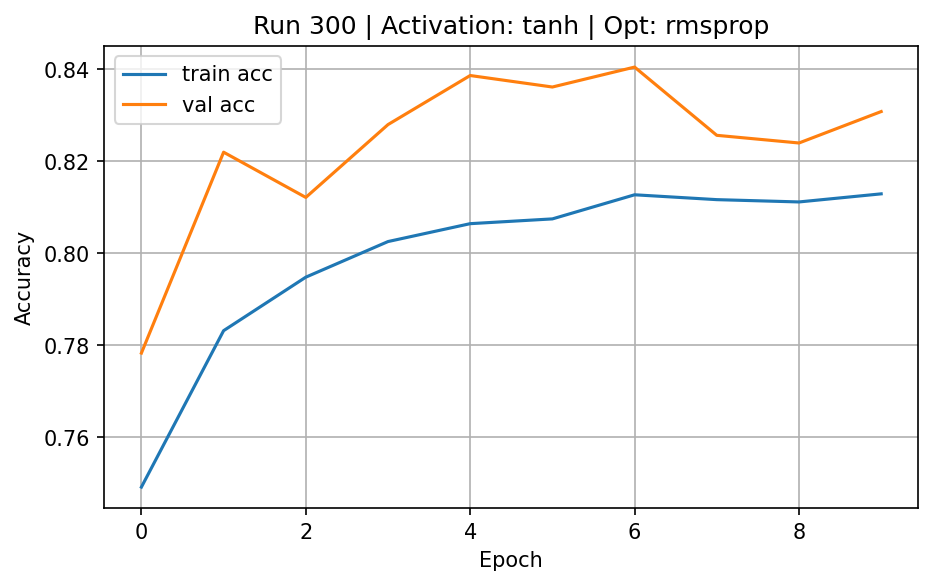 Run 300 | Activation: tanh | Opt: rmsprop
train acc
val acc
0.84
0.82
0.80
0.78
0.76
Accuracy
0 2 4 6 8
Epoch